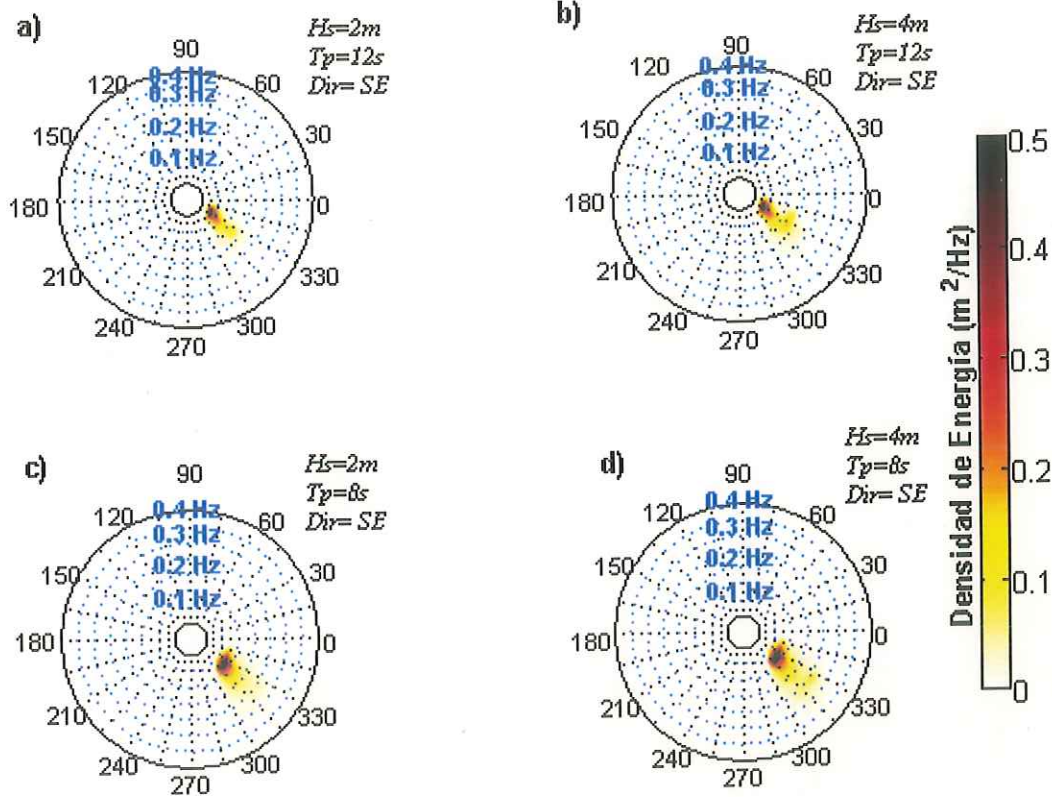 a)
Hs=2m
Tp=12s
Dir= SE
90
60
30
0
330
300
270
240
210
180
150
120
0.4 Hz
0.3 Hz
0.2 Hz
0.1 Hz
b)
Hs=4m
Tp=12s
Dir= SE
90
60
30
0
330
300
270
240
210
180
150
120
0.4 Hz
0.3 Hz
0.2 Hz
0.1 Hz
c)
Hs=2m
Tp=8s
Dir= SE
90
60
30
0
330
300
270
240
210
180
150
120
0.4 Hz
0.3 Hz
0.2 Hz
0.1 Hz
d)
Hs=4m
Tp=8s
Dir= SE
90
60
30
0
330
300
270
240
210
180
150
120
0.4 Hz
0.3 Hz
0.2 Hz
0.1 Hz
Densidad de Energía (m²/Hz)
0.5
0.4
0.3
0.2
0.1
0